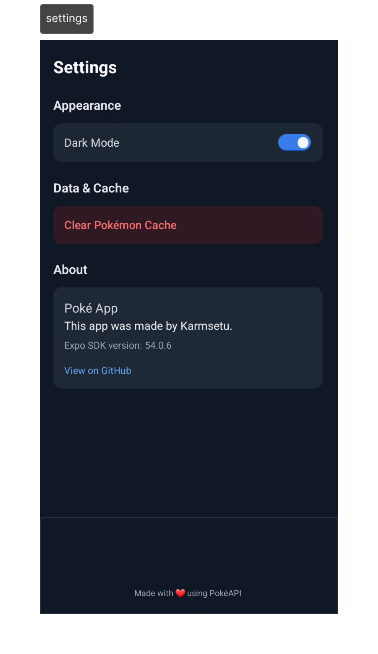 settings
Settings
Appearance
Dark Mode
Data & Cache
Clear Pokémon Cache
About
Poké App
This app was made by Karmsetu.
Expo SDK version: 54.0.6
View on GitHub
Made with ❤️ using PokéAPI